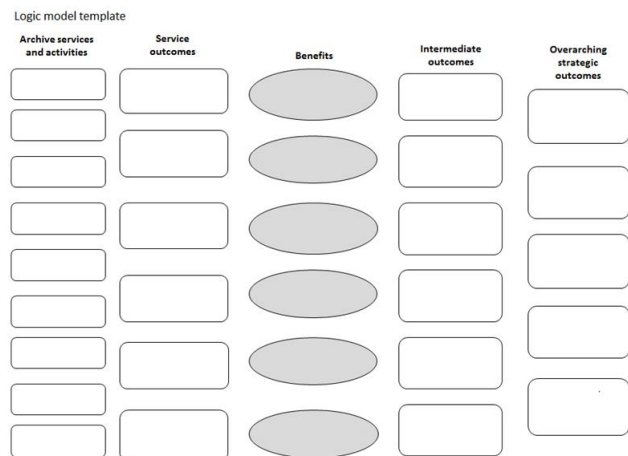 Logic model template
Archive services
and activities
Service
outcomes
Benefits
Intermediate
outcomes
Overarching
strategic
outcomes